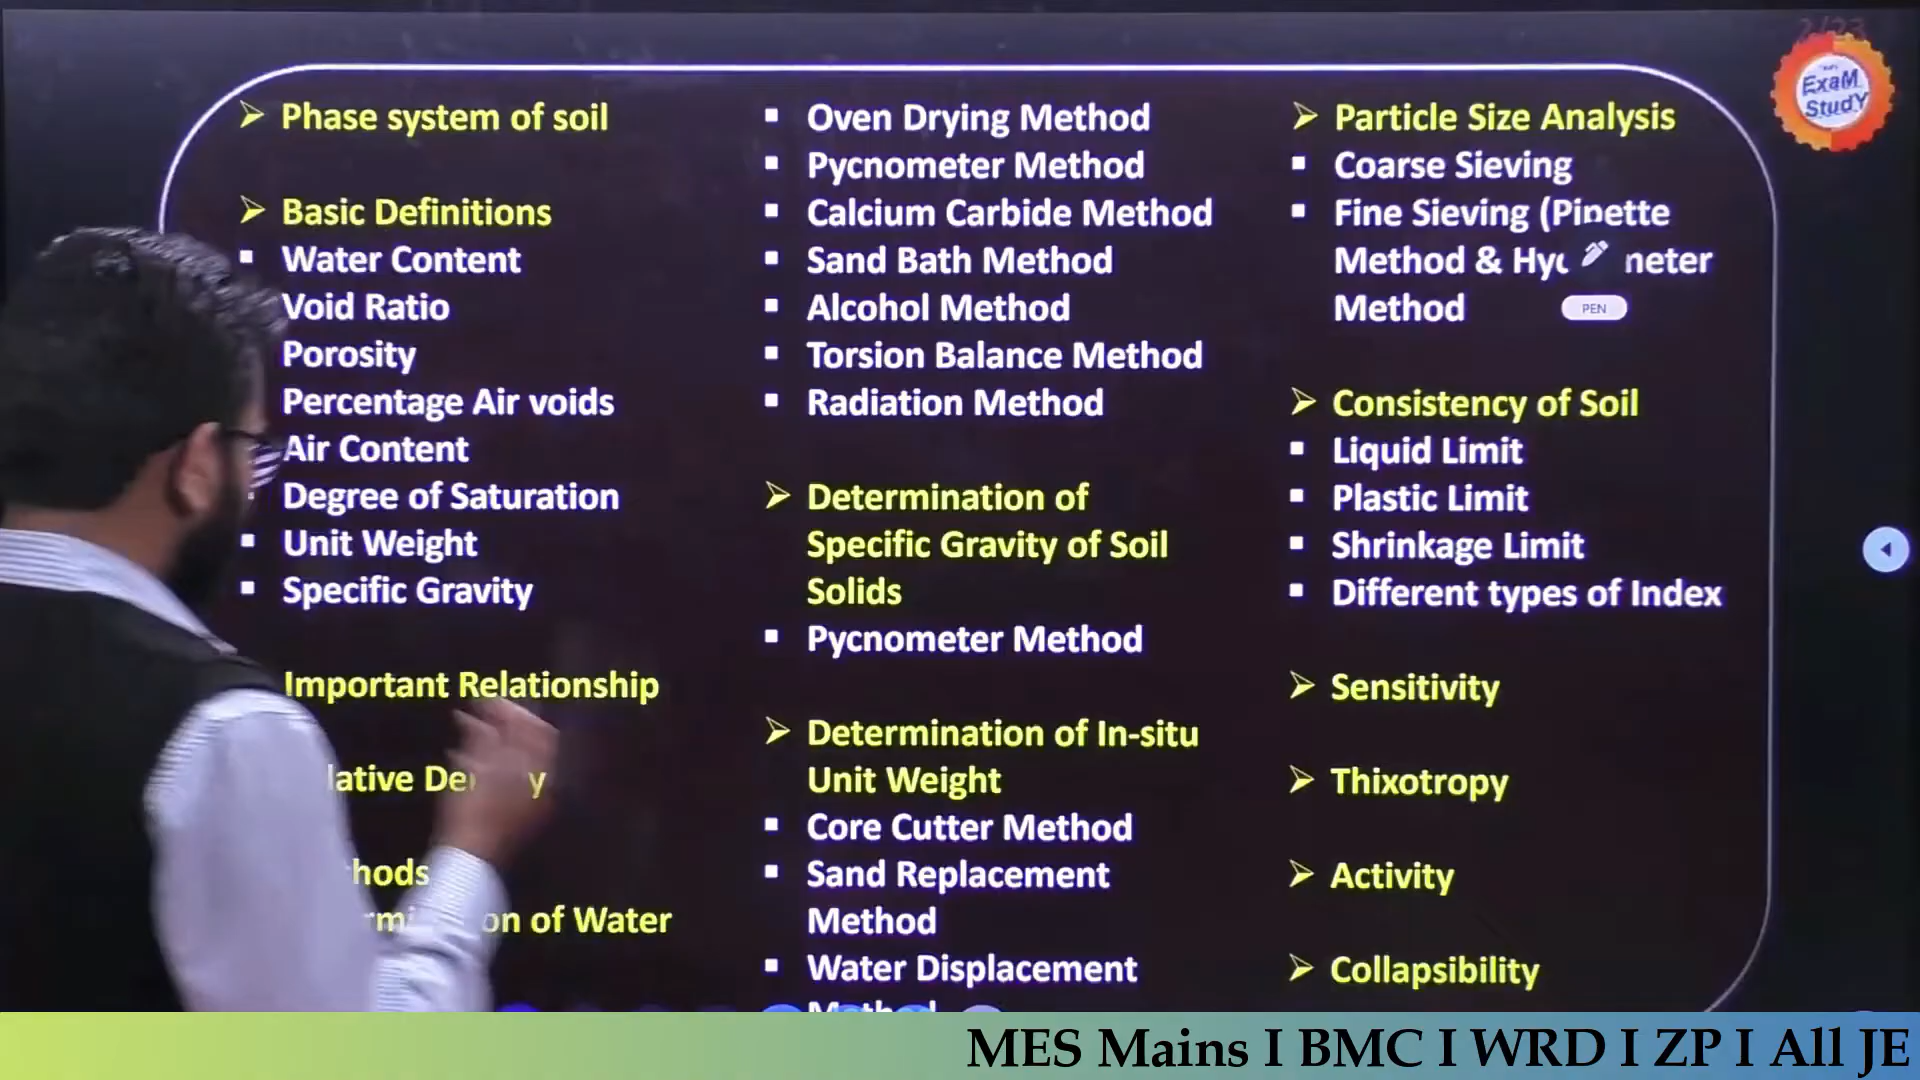 Phase system of soil
Basic Definitions
Water Content
Void Ratio
Porosity
Percentage Air voids
Air Content
Degree of Saturation
Unit Weight
Specific Gravity
Important Relationship
of Water
Oven Drying Method
Pycnometer Method
Calcium Carbide Method
Sand Bath Method
Alcohol Method
Torsion Balance Method
Radiation Method
Determination of
Specific Gravity of Soil
Solids
Pycnometer Method
Determination of In-situ
Unit Weight
Core Cutter Method
Sand Replacement
Method
Water Displacement
Particle Size Analysis
Coarse Sieving
Fine Sieving (Pipette
Method &
Method
PEN
Consistency of Soil
Liquid Limit
Plastic Limit
Shrinkage Limit
Different types of Index
Sensitivity
Thixotropy
Activity
Collapsibility
2/23
ExaM
StudY
MES Mains I BMC I WRD I ZP I All JE